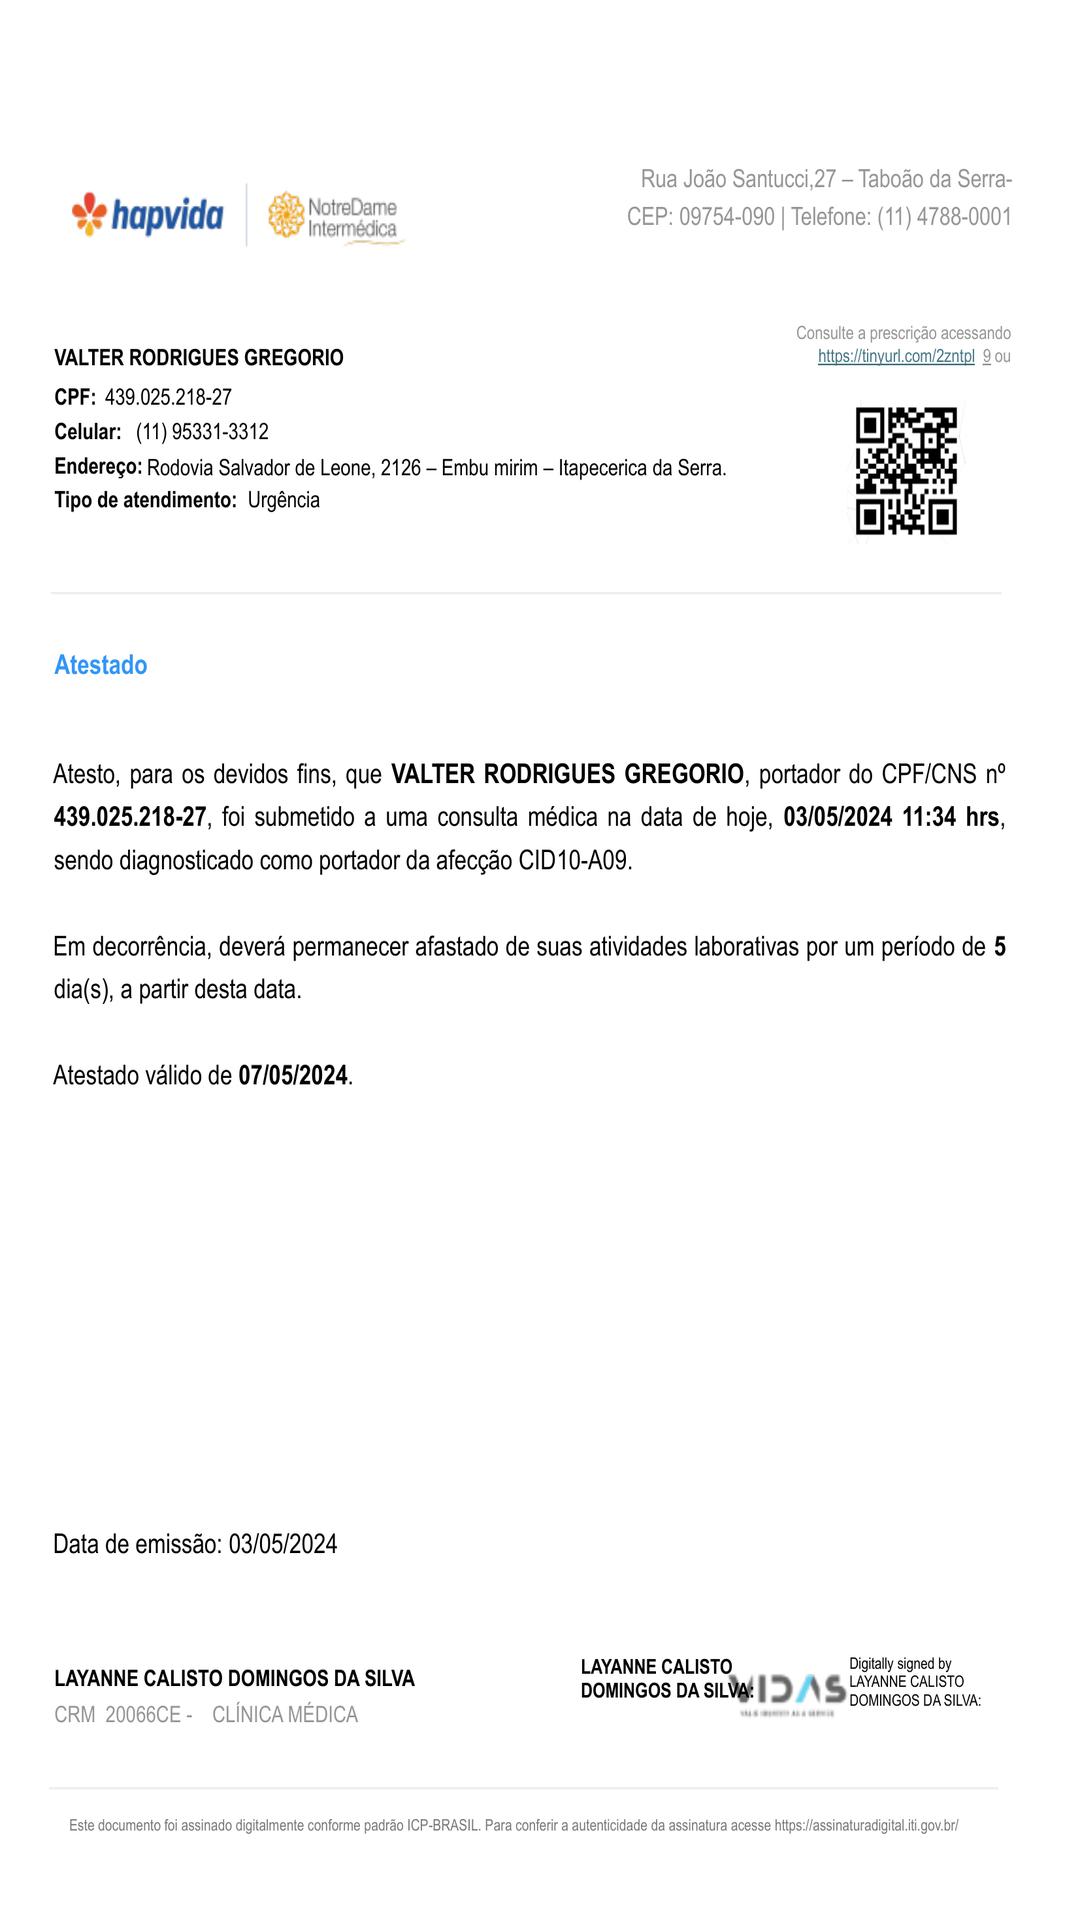 hapvida
NotreDame
Intermédica
Rua João Santucci,27 – Taboão da Serra-
CEP: 09754-090 | Telefone: (11) 4788-0001
Consulte a prescrição acessando
https://tinyurl.com/2zntpl 9 ou
VALTER RODRIGUES GREGORIO
CPF: 439.025.218-27
Celular: (11) 95331-3312
Endereço: Rodovia Salvador de Leone, 2126 – Embu mirim – Itapecerica da Serra.
Tipo de atendimento: Urgência
Atestado
Atesto, para os devidos fins, que VALTER RODRIGUES GREGORIO, portador do CPF/CNS nº
439.025.218-27, foi submetido a uma consulta médica na data de hoje, 03/05/2024 11:34 hrs,
sendo diagnosticado como portador da afecção CID10-A09.
Em decorrência, deverá permanecer afastado de suas atividades laborativas por um período de 5
dia(s), a partir desta data.
Atestado válido de 07/05/2024.
Data de emissão: 03/05/2024
LAYANNE CALISTO DOMINGOS DA SILVA
CRM 20066CE - CLÍNICA MÉDICA
LAYANNE CALISTO
DOMINGOS DA SILVA:
VIDAS
Digitally signed by
LAYANNE CALISTO
DOMINGOS DA SILVA:
Este documento foi assinado digitalmente conforme padrão ICP-BRASIL. Para conferir a autenticidade da assinatura acesse https://assinaturadigital.iti.gov.br/